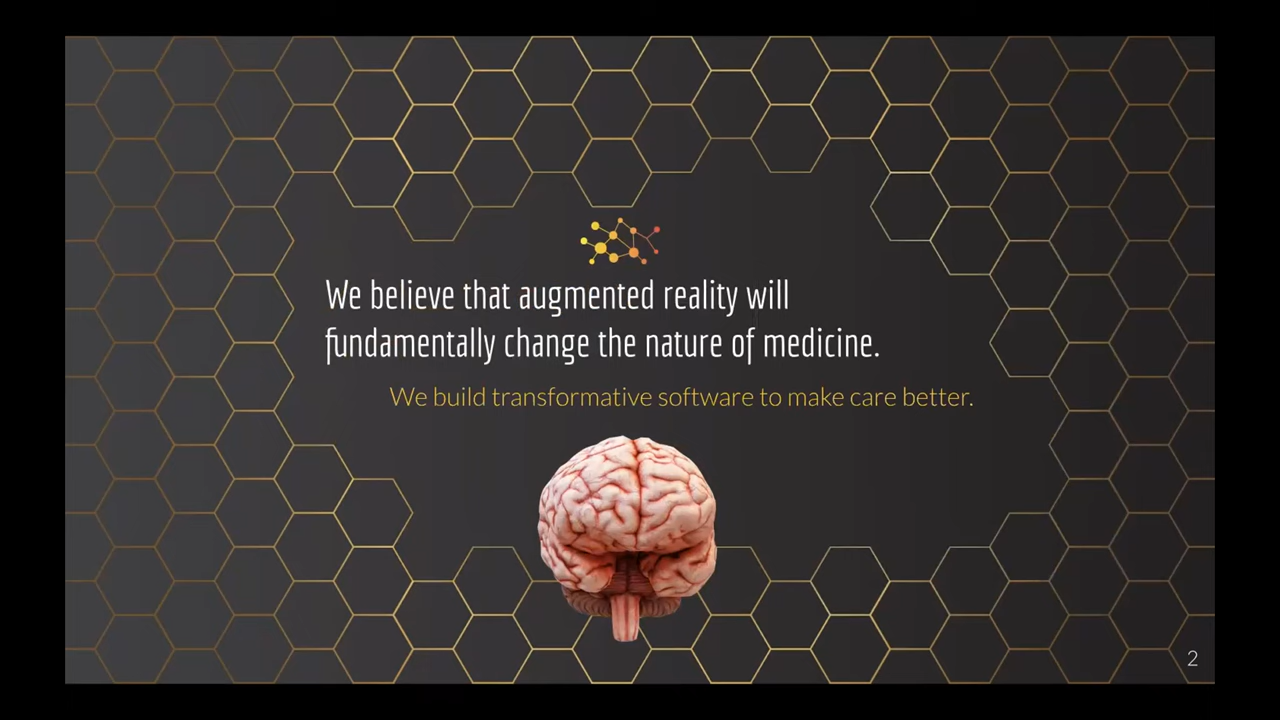 We believe that augmented reality will
fundamentally change the nature of medicine.
We build transformative software to make care better.
2